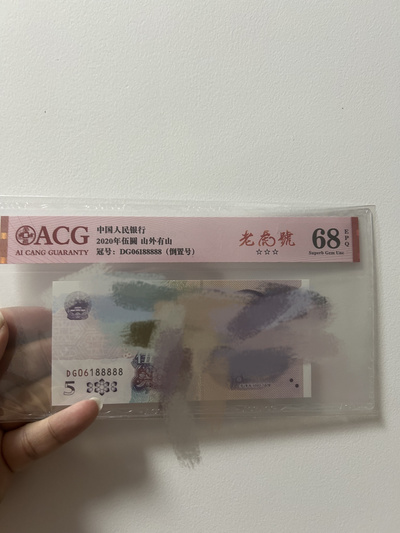 ACG
AI CANG GUARANTY
中国人民银行
2020年伍圆 山外有山
冠号:DG06188888(倒置号)
老商號
☆☆☆
68
EPQ
Superb Gem Unc
DG06188888
5